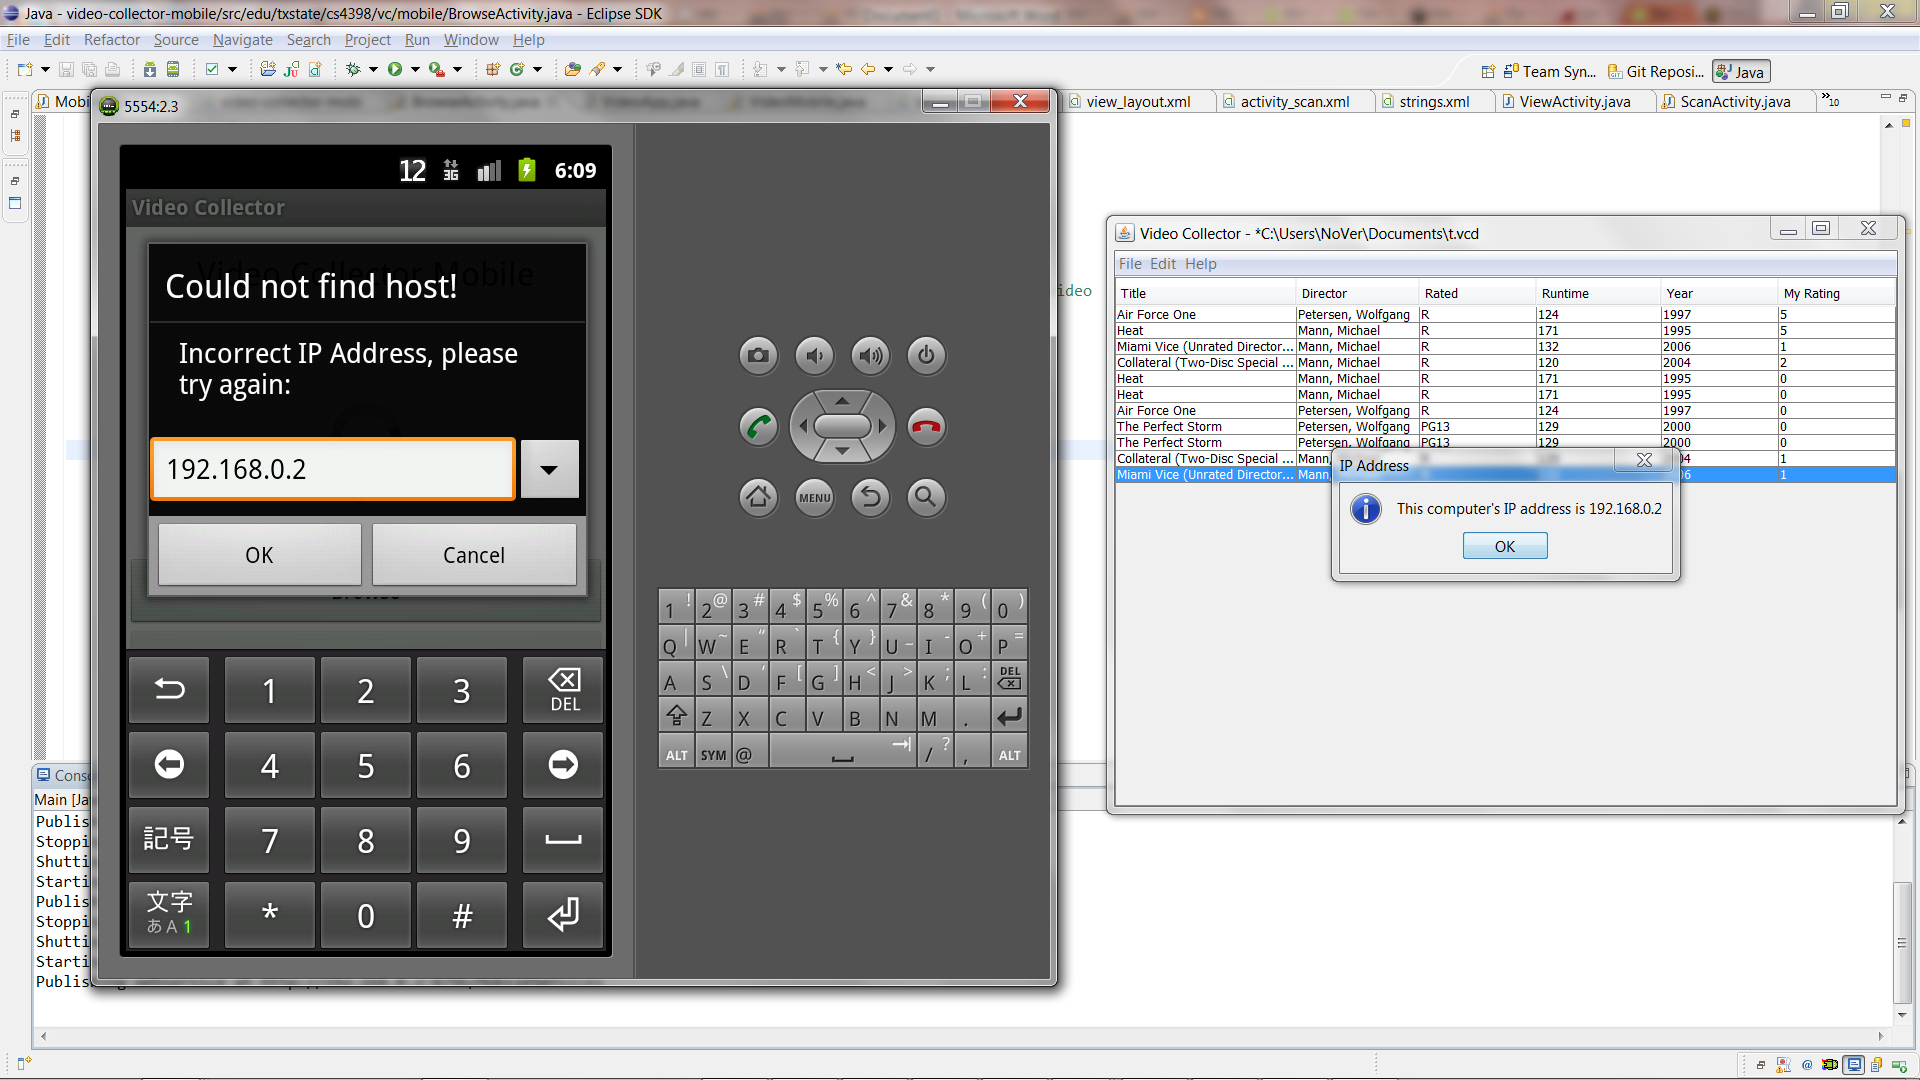 Java - video-collector-mobile/src/edu/txstate/cs4398/vc/mobile/BrowseActivity.java - Eclipse SDK
File Edit Refactor Source Navigate Search Project Run Window Help
Team Syn... Git Reposi... Java
Mobi
view_layout.xml activity_scan.xml strings.xml ViewActivity.java ScanActivity.java »10
5554:2.3
12 3G 6:09
Video Collector
Video Collector Mobile
Could not find host!
Incorrect IP Address, please
try again:
192.168.0.2
OK Cancel
Browse
1 2 3 DEL
4 5 6
記号 7 8 9
文字 あA1 * 0 #
MENU
1 ! 2 @ 3 # 4 $ 5 % 6 ^ 7 & 8 * 9 ( 0 )
Q | W ~ E “ R ` T { Y } U _ I - O + P =
A S \ D ‘ F [ G ] H < J > K ; L : DEL
Z X C V B N M .
ALT SYM @ / ? , ALT
ideo
Video Collector - *C:\Users\NoVer\Documents\t.vcd
File Edit Help
Title Director Rated Runtime Year My Rating
Air Force One Petersen, Wolfgang R 124 1997 5
Heat Mann, Michael R 171 1995 5
Miami Vice (Unrated Director... Mann, Michael R 132 2006 1
Collateral (Two-Disc Special ... Mann, Michael R 120 2004 2
Heat Mann, Michael R 171 1995 0
Heat Mann, Michael R 171 1995 0
Air Force One Petersen, Wolfgang R 124 1997 0
The Perfect Storm Petersen, Wolfgang PG13 129 2000 0
The Perfect Storm Petersen, Wolfgang PG13 129 2000 0
Collateral (Two-Disc Special ... Mann, 04 1
Miami Vice (Unrated Director... Mann, 06 1
IP Address
This computer's IP address is 192.168.0.2
OK
Conso
Main [Ja
Publis
Stoppi
Shutti
Starti
Publis
Stoppi
Shutti
Starti
Publis